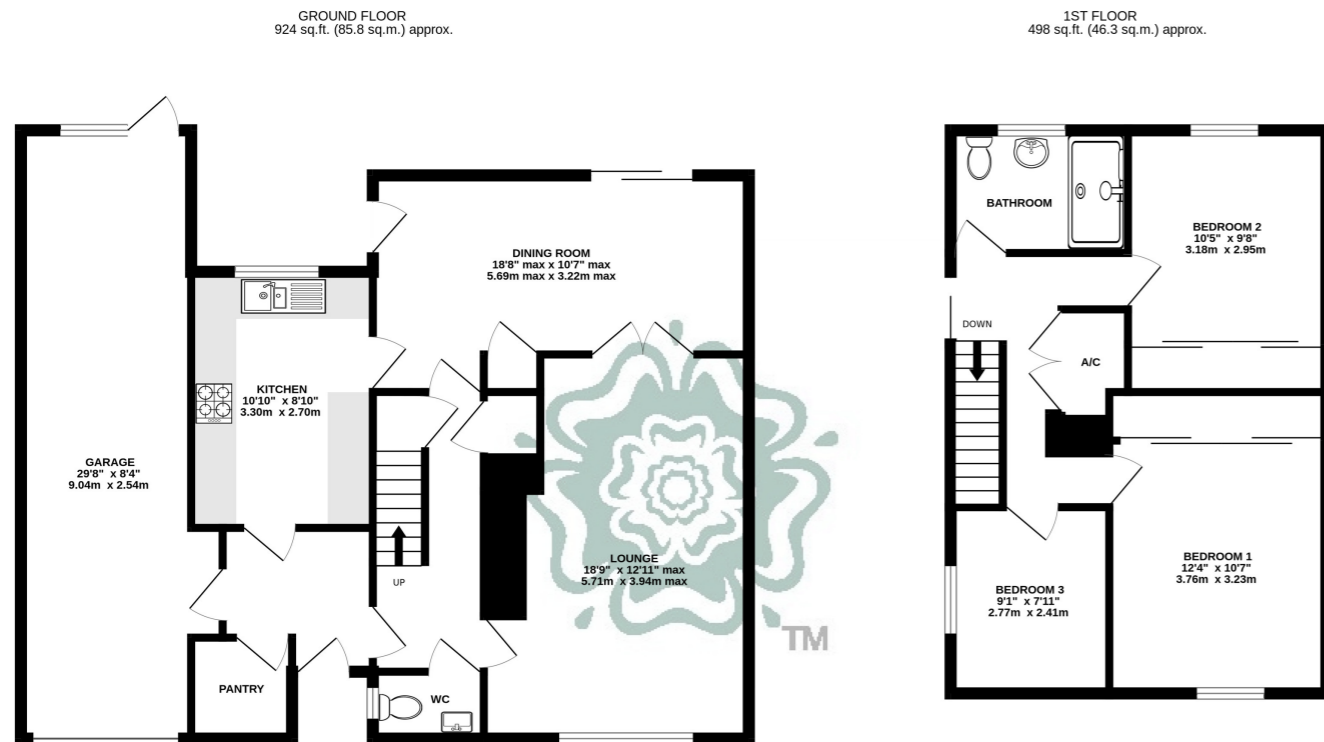 GROUND FLOOR
924 sq.ft. (85.8 sq.m.) approx.
1ST FLOOR
498 sq.ft. (46.3 sq.m.) approx.
GARAGE
29'8" x 8'4"
9.04m x 2.54m
KITCHEN
10'10" x 8'10"
3.30m x 2.70m
DINING ROOM
18'8" max x 10'7" max
5.69m max x 3.22m max
LOUNGE
18'9" x 12'11" max
5.71m x 3.94m max
UP
PANTRY
WC
TM
BATHROOM
BEDROOM 2
10'5" x 9'8"
3.18m x 2.95m
DOWN
A/C
BEDROOM 1
12'4" x 10'7"
3.76m x 3.23m
BEDROOM 3
9'1" x 7'11"
2.77m x 2.41m